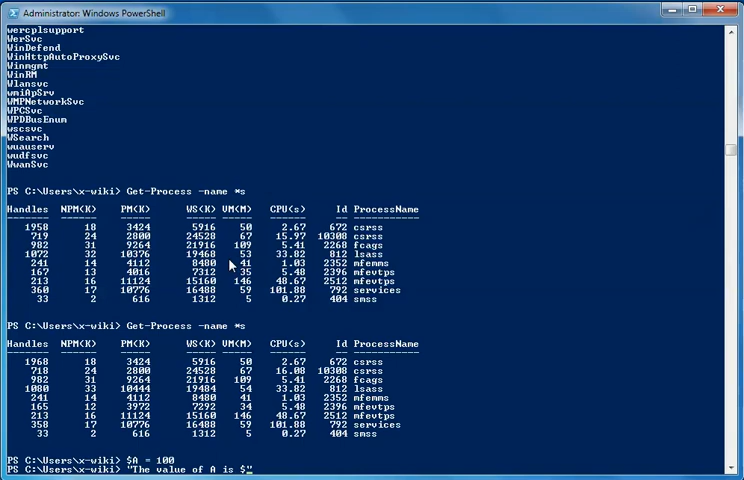 Administrator: Windows PowerShell
wercplsupport
WerSvc
WinDefend
WinHttpAutoProxySvc
Winmgmt
WinRM
Wlansvc
wmiApSrv
WMPNetworkSvc
WPCSvc
WPDBusEnum
wscsvc
WSearch
wuauserv
wudfsvc
WwanSvc
PS C:\Users\x-wiki> Get-Process -name *s
Handles NPM(K) PM(K) WS(K) VM(M) CPU(s) Id ProcessName
------- ------ ----- ----- ----- ------ -- -----------
1958 18 3424 5916 50 2.67 672 csrss
719 24 2800 24528 67 15.97 10308 csrss
982 31 9264 21916 109 5.41 2268 fcags
1072 32 10376 19468 53 33.82 812 lsass
241 14 4112 8480 41 1.03 2352 mfemms
167 13 4016 7312 35 5.48 2396 mfevtps
213 16 11124 15160 146 48.67 2512 mfevtps
360 17 10776 16488 59 101.88 792 services
33 2 616 1312 5 0.27 404 smss
PS C:\Users\x-wiki> Get-Process -name *s
Handles NPM(K) PM(K) WS(K) VM(M) CPU(s) Id ProcessName
------- ------ ----- ----- ----- ------ -- -----------
1968 18 3424 5916 50 2.67 672 csrss
718 24 2800 24528 67 16.08 10308 csrss
982 31 9264 21916 109 5.41 2268 fcags
1080 33 10444 19484 54 33.82 812 lsass
241 14 4112 8480 41 1.03 2352 mfemms
165 12 3972 7292 34 5.48 2396 mfevtps
213 16 11124 15160 146 48.67 2512 mfevtps
358 17 10776 16488 59 101.88 792 services
33 2 616 1312 5 0.27 404 smss
PS C:\Users\x-wiki> $A = 100
PS C:\Users\x-wiki> "The value of A is $"